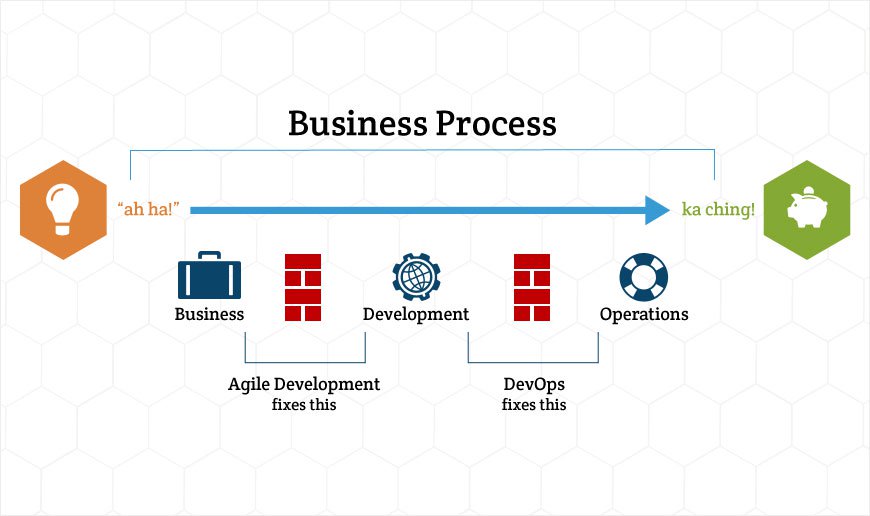 Business Process
“ah ha!”
ka ching!
Business
Development
Operations
Agile Development
fixes this
DevOps
fixes this